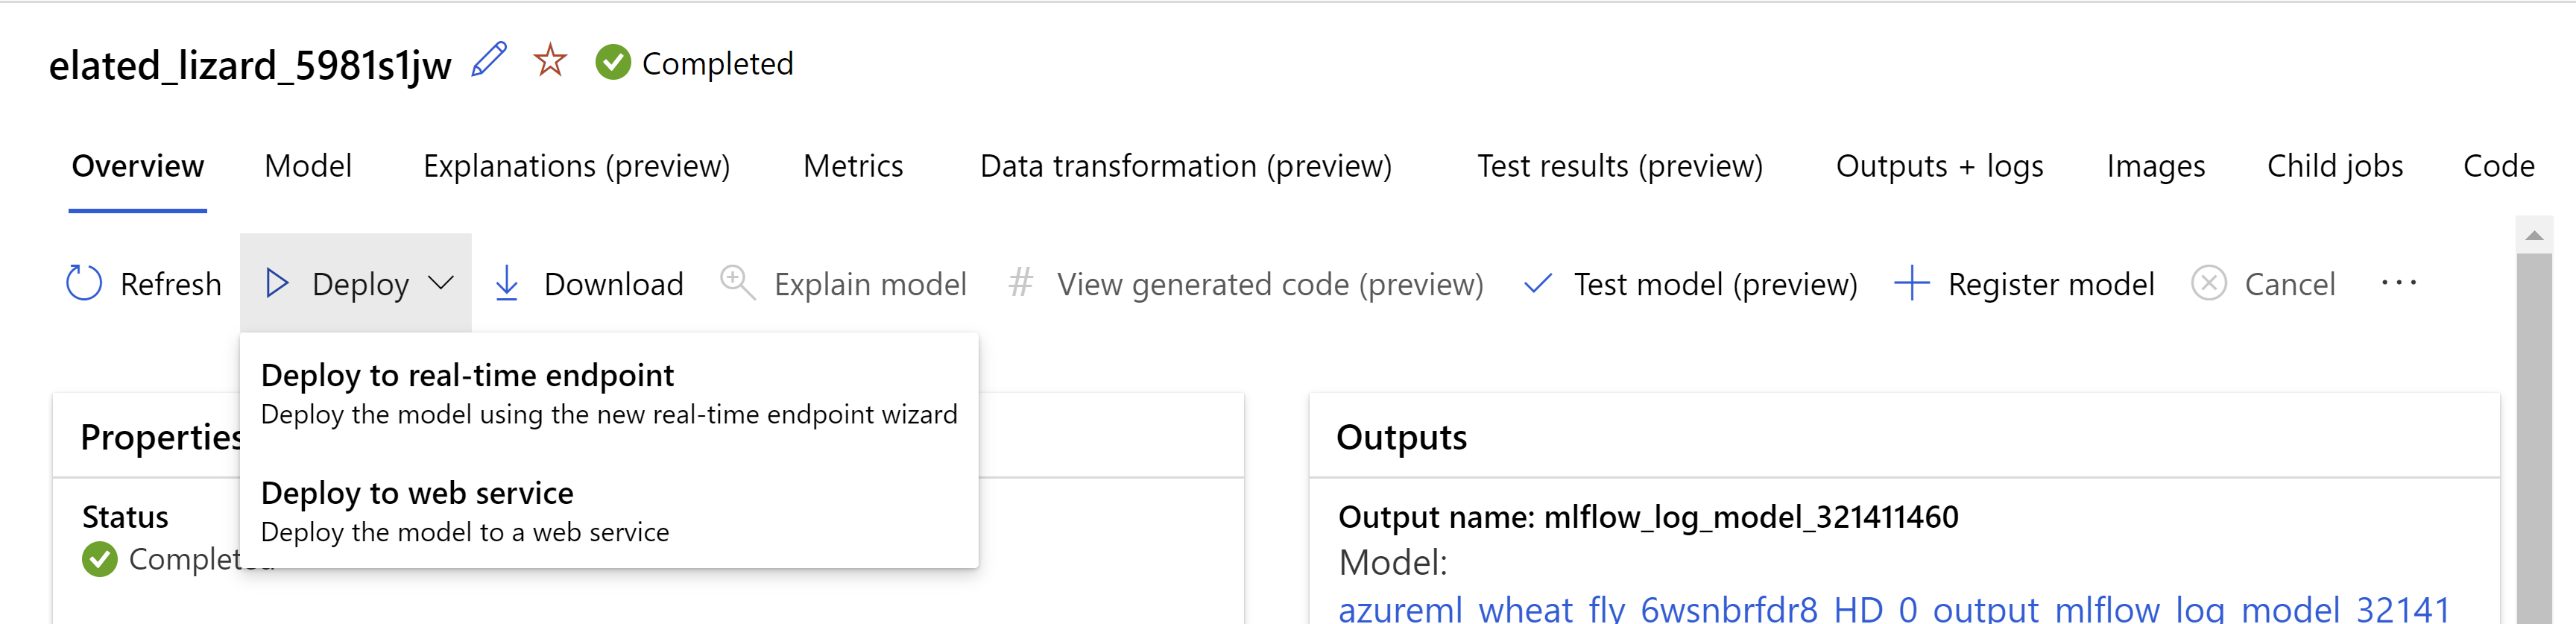 elated_lizard_5981s1jw Completed
Overview Model Explanations (preview) Metrics Data transformation (preview) Test results (preview) Outputs + logs Images Child jobs Code
Refresh Deploy Download Explain model # View generated code (preview) Test model (preview) Register model Cancel ...
Deploy to real-time endpoint
Deploy the model using the new real-time endpoint wizard
Deploy to web service
Deploy the model to a web service
Properties
Status
Completed
Outputs
Output name: mlflow_log_model_321411460
Model:
azureml_wheat_fly_6wsnbrfdr8_HD_0_output_mlflow_log_model_32141